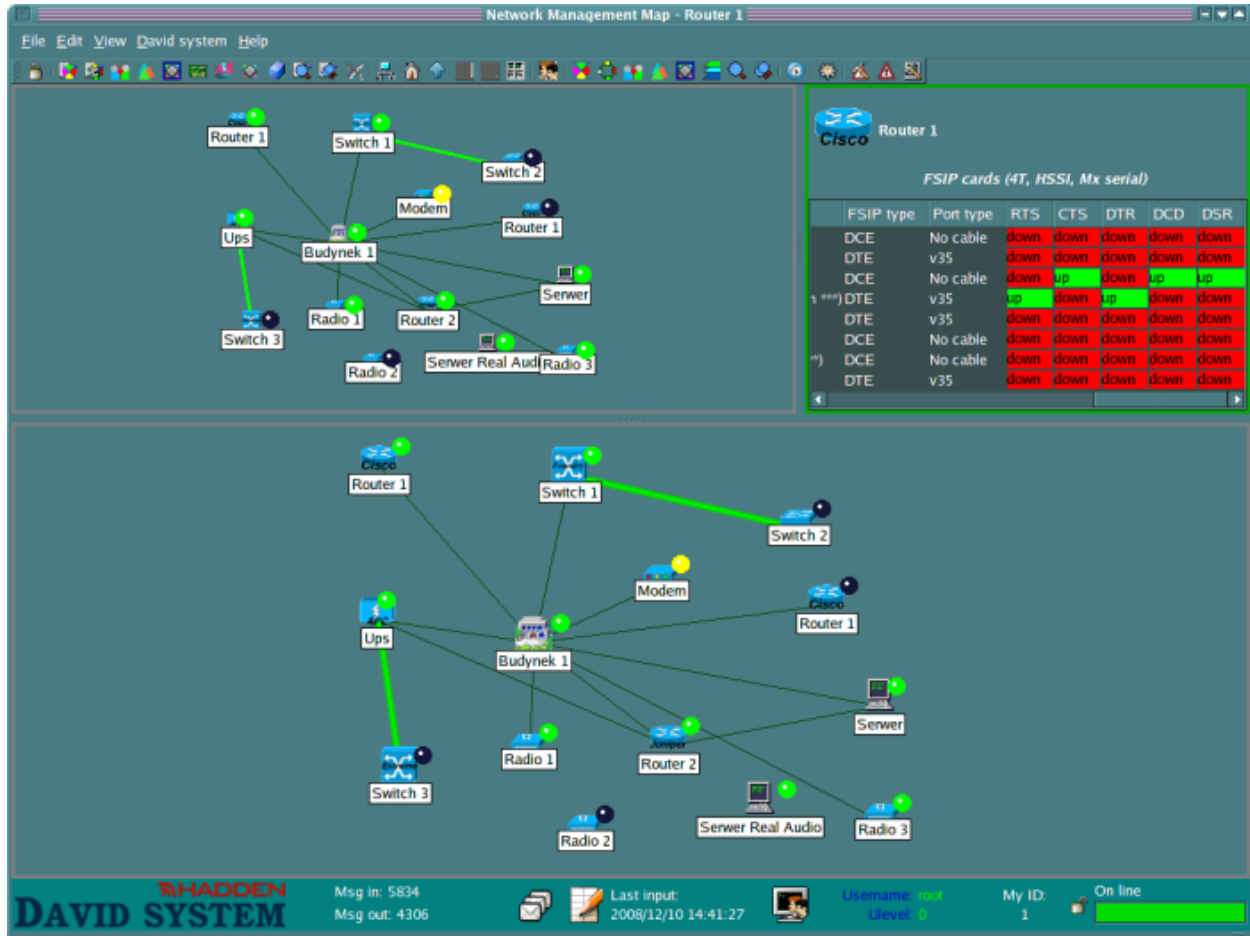 Network Management Map - Router 1
File Edit View David system Help
Router 1
Switch 1
Switch 2
Modem
Router 1
Ups
Budynek 1
Serwer
Radio 1
Router 2
Switch 3
Serwer Real Audi
Radio 3
Radio 2
Cisco
Router 1
FSIP cards (4T, HSSI, Mx serial)
FSIP type Port type RTS CTS DTR DCD DSR
DCE No cable down down down down down
DTE v35 down down down down down
DCE No cable down up down up up
DTE v35 up down up down down
DTE v35 down down down down down
DCE No cable down down down down down
DCE No cable down down down down down
DTE v35 down down down down down
Cisco
Router 1
Switch 1
Switch 2
Modem
Cisco
Router 1
APC
Ups
Budynek 1
Serwer
Radio 1
Juniper
Router 2
Extreme
Switch 3
Serwer Real Audio
Radio 3
Radio 2
HADDEN
DAVID SYSTEM
Msg in: 5834
Msg out: 4306
Last input:
2008/12/10 14:41:27
Username: root
Ulevel: 0
My ID:
1
On line